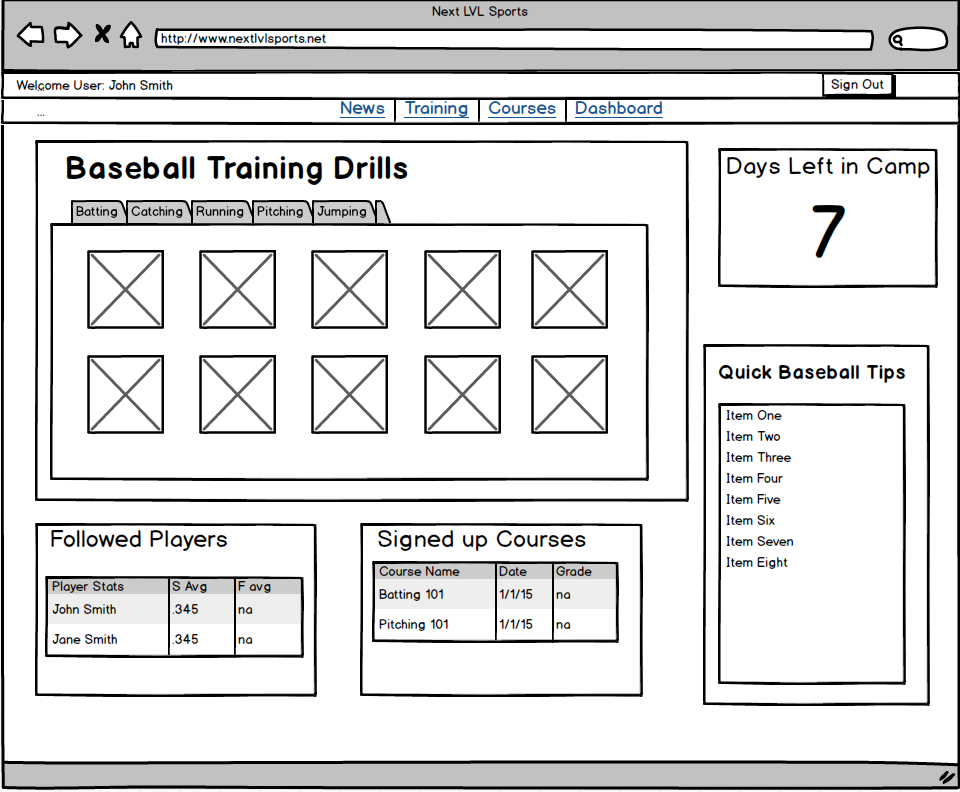 Next LVL Sports
http://www.nextlvlsports.net
Welcome User: John Smith
Sign Out
...
News Training Courses Dashboard
Baseball Training Drills
Batting Catching Running Pitching Jumping
Days Left in Camp
7
Quick Baseball Tips
Item One
Item Two
Item Three
Item Four
Item Five
Item Six
Item Seven
Item Eight
Followed Players
Player Stats S Avg F avg
John Smith .345 na
Jane Smith .345 na
Signed up Courses
Course Name Date Grade
Batting 101 1/1/15 na
Pitching 101 1/1/15 na